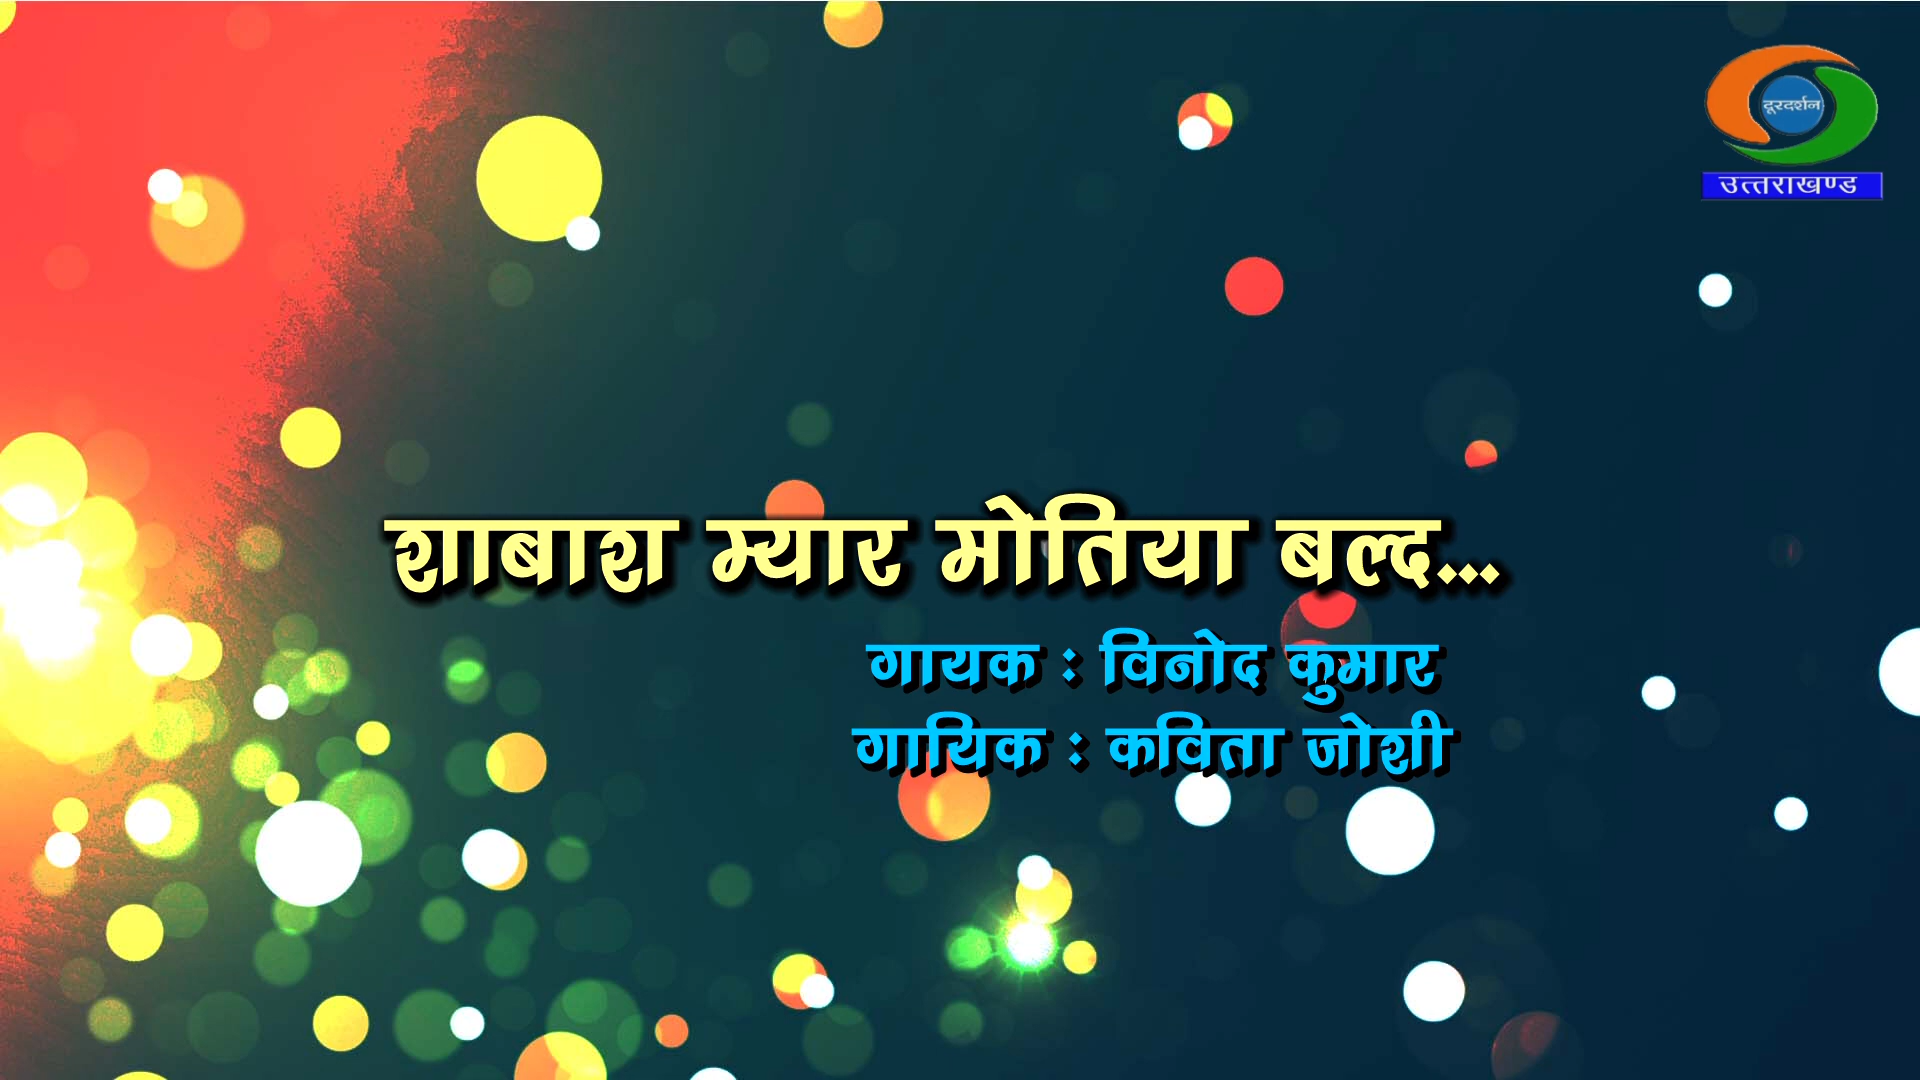 दूरदर्शन
उत्तराखण्ड
शाबाश म्यार मोतिया बल्द...
गायक : विनोद कुमार
गायिक : कविता जोशी